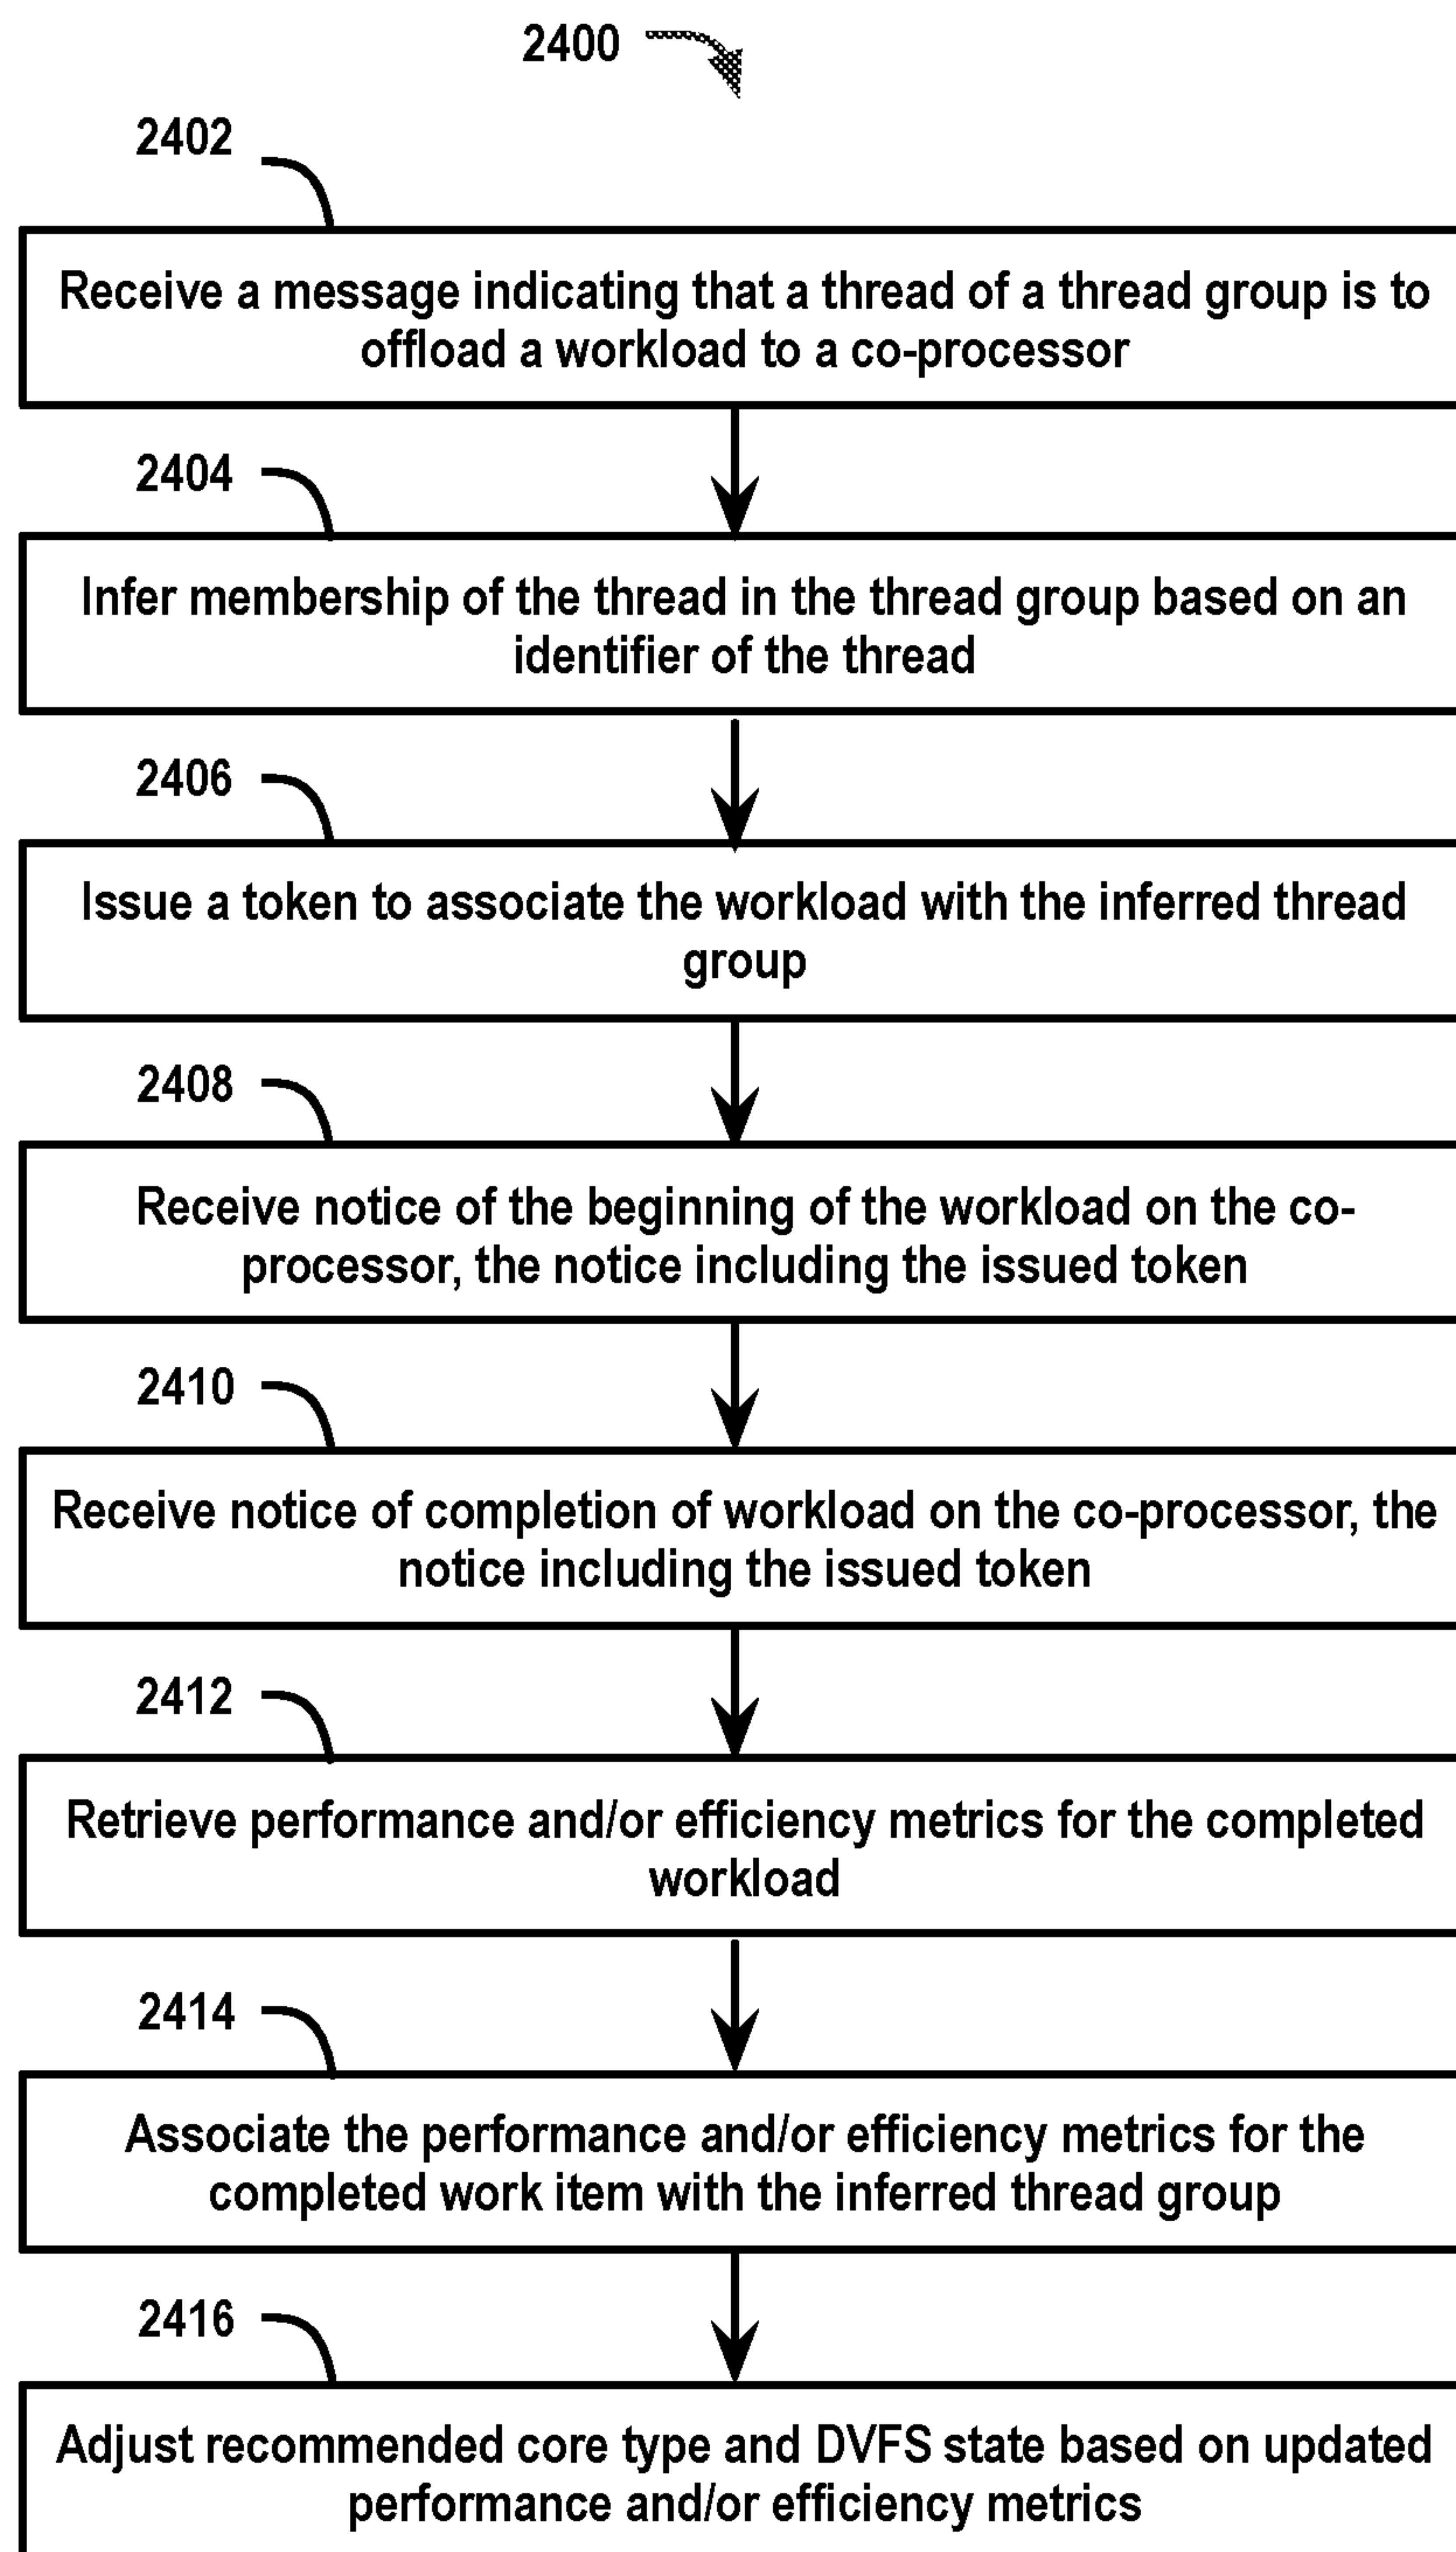 2400
2402
Receive a message indicating that a thread of a thread group is to
offload a workload to a co-processor
2404
Infer membership of the thread in the thread group based on an
identifier of the thread
2406
Issue a token to associate the workload with the inferred thread
group
2408
Receive notice of the beginning of the workload on the co-
processor, the notice including the issued token
2410
Receive notice of completion of workload on the co-processor, the
notice including the issued token
2412
Retrieve performance and/or efficiency metrics for the completed
workload
2414
Associate the performance and/or efficiency metrics for the
completed work item with the inferred thread group
2416
Adjust recommended core type and DVFS state based on updated
performance and/or efficiency metrics